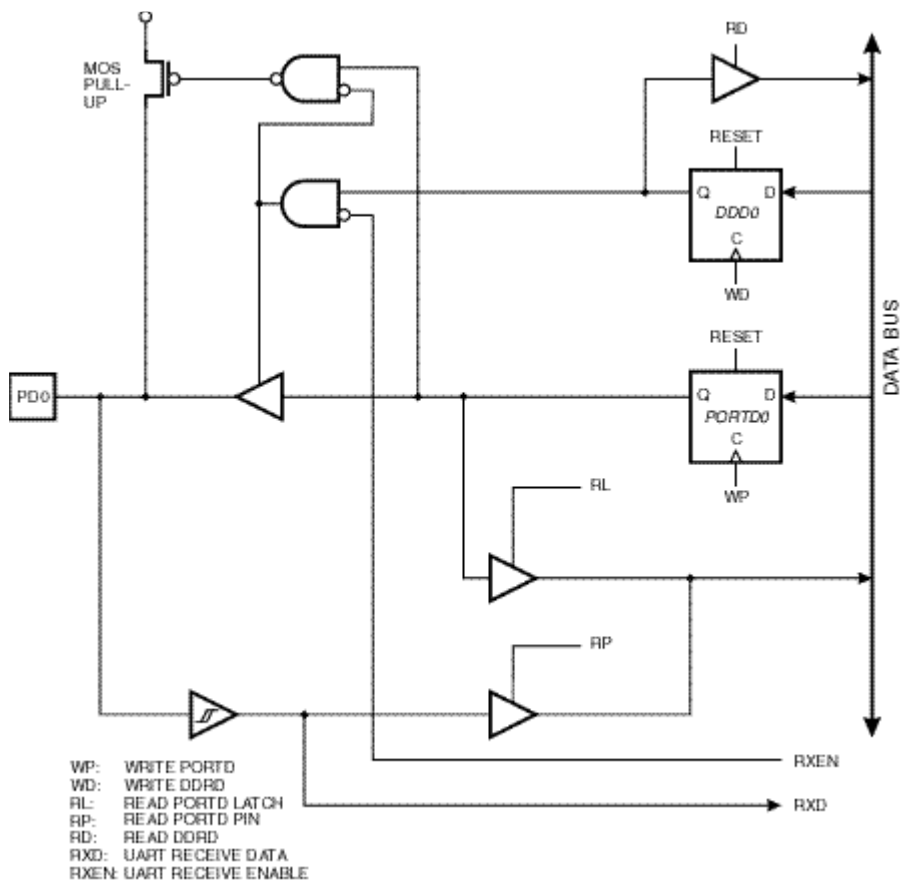 RD
MOS
PULL-
UP
RESET
Q D
DDD0
C
WD
DATA BUS
RESET
PD0
Q D
PORTD0
C
WP
RL
RP
RXEN
RXD
WP: WRITE PORTD
WD: WRITE DDRD
RL: READ PORTD LATCH
RP: READ PORTD PIN
RD: READ DDRD
RXD: UART RECEIVE DATA
RXEN: UART RECEIVE ENABLE